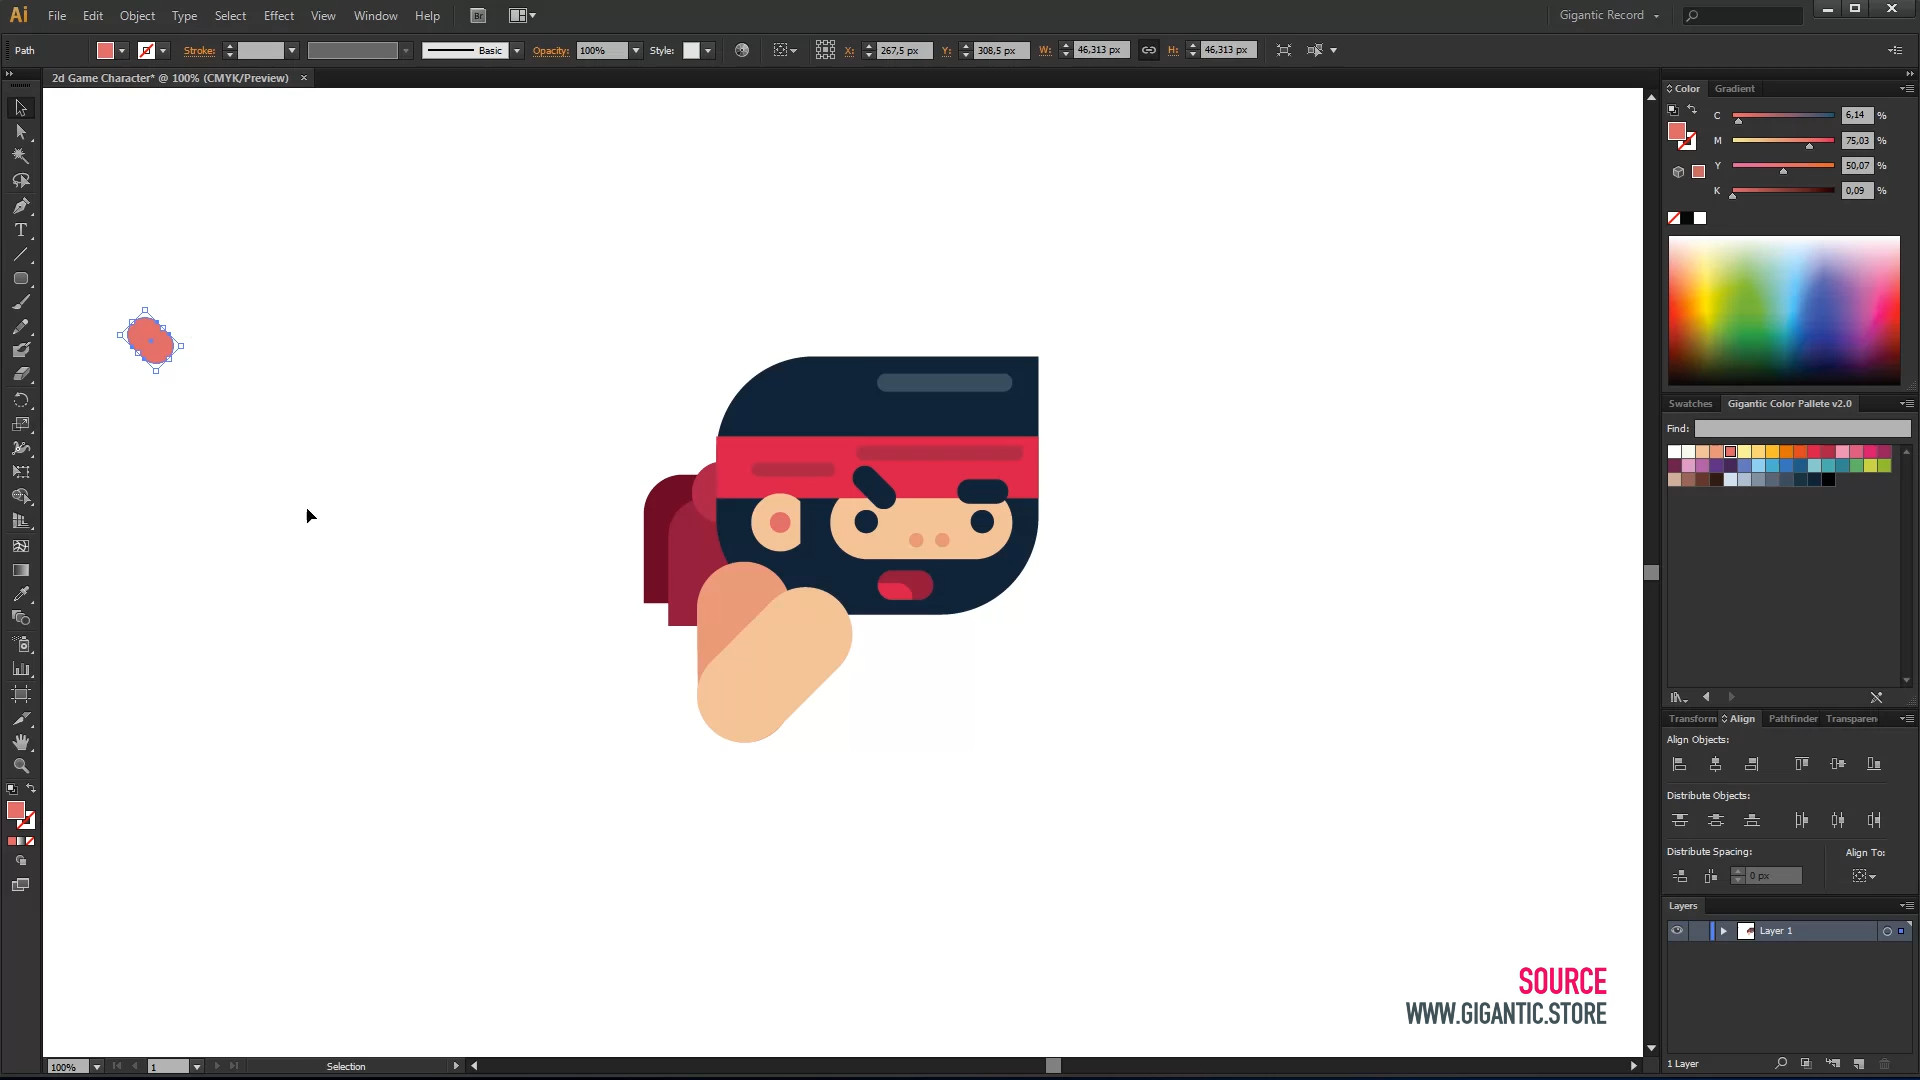 Ai File Edit Object Type Select Effect View Window Help Br Gigantic Record
Path Stroke: Basic Opacity: 100% Style: X: 267,5 px Y: 308,5 px W: 46,313 px H: 46,313 px
2d Game Character* @ 100% (CMYK/Preview) ×
Color Gradient
C 6,14 %
M 75,03 %
Y 50,07 %
K 0,09 %
Swatches Gigantic Color Pallete v2.0
Find:
Transform Align Pathfinder Transparen
Align Objects:
Distribute Objects:
Distribute Spacing: Align To:
0 px
Layers
Layer 1
SOURCE
WWW.GIGANTIC.STORE
1 Layer
100% 1 Selection